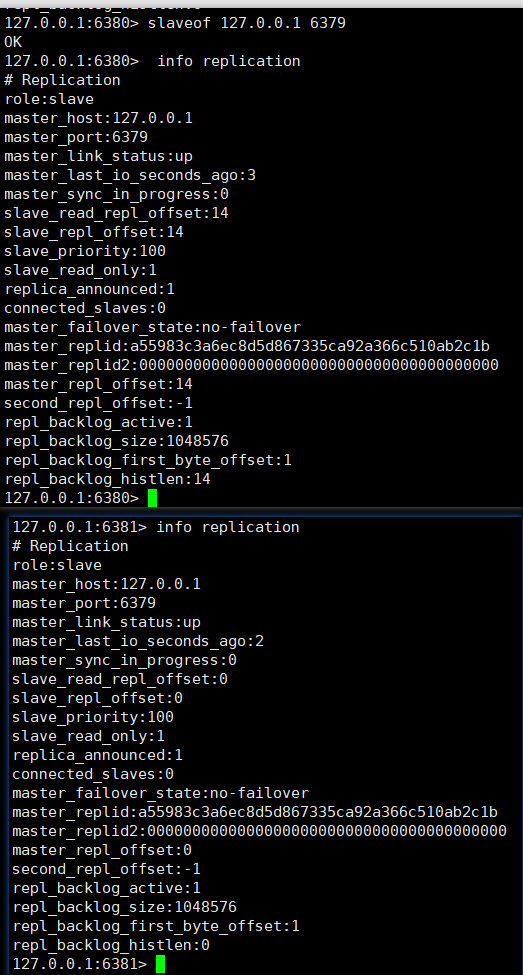 127.0.0.1:6380> slaveof 127.0.0.1 6379
OK
127.0.0.1:6380>  info replication
# Replication
role:slave
master_host:127.0.0.1
master_port:6379
master_link_status:up
master_last_io_seconds_ago:3
master_sync_in_progress:0
slave_read_repl_offset:14
slave_repl_offset:14
slave_priority:100
slave_read_only:1
replica_announced:1
connected_slaves:0
master_failover_state:no-failover
master_replid:a55983c3a6ec8d5d867335ca92a366c510ab2c1b
master_replid2:0000000000000000000000000000000000000000
master_repl_offset:14
second_repl_offset:-1
repl_backlog_active:1
repl_backlog_size:1048576
repl_backlog_first_byte_offset:1
repl_backlog_histlen:14
127.0.0.1:6380>
127.0.0.1:6381> info replication
# Replication
role:slave
master_host:127.0.0.1
master_port:6379
master_link_status:up
master_last_io_seconds_ago:2
master_sync_in_progress:0
slave_read_repl_offset:0
slave_repl_offset:0
slave_priority:100
slave_read_only:1
replica_announced:1
connected_slaves:0
master_failover_state:no-failover
master_replid:a55983c3a6ec8d5d867335ca92a366c510ab2c1b
master_replid2:0000000000000000000000000000000000000000
master_repl_offset:0
second_repl_offset:-1
repl_backlog_active:1
repl_backlog_size:1048576
repl_backlog_first_byte_offset:1
repl_backlog_histlen:0
127.0.0.1:6381>